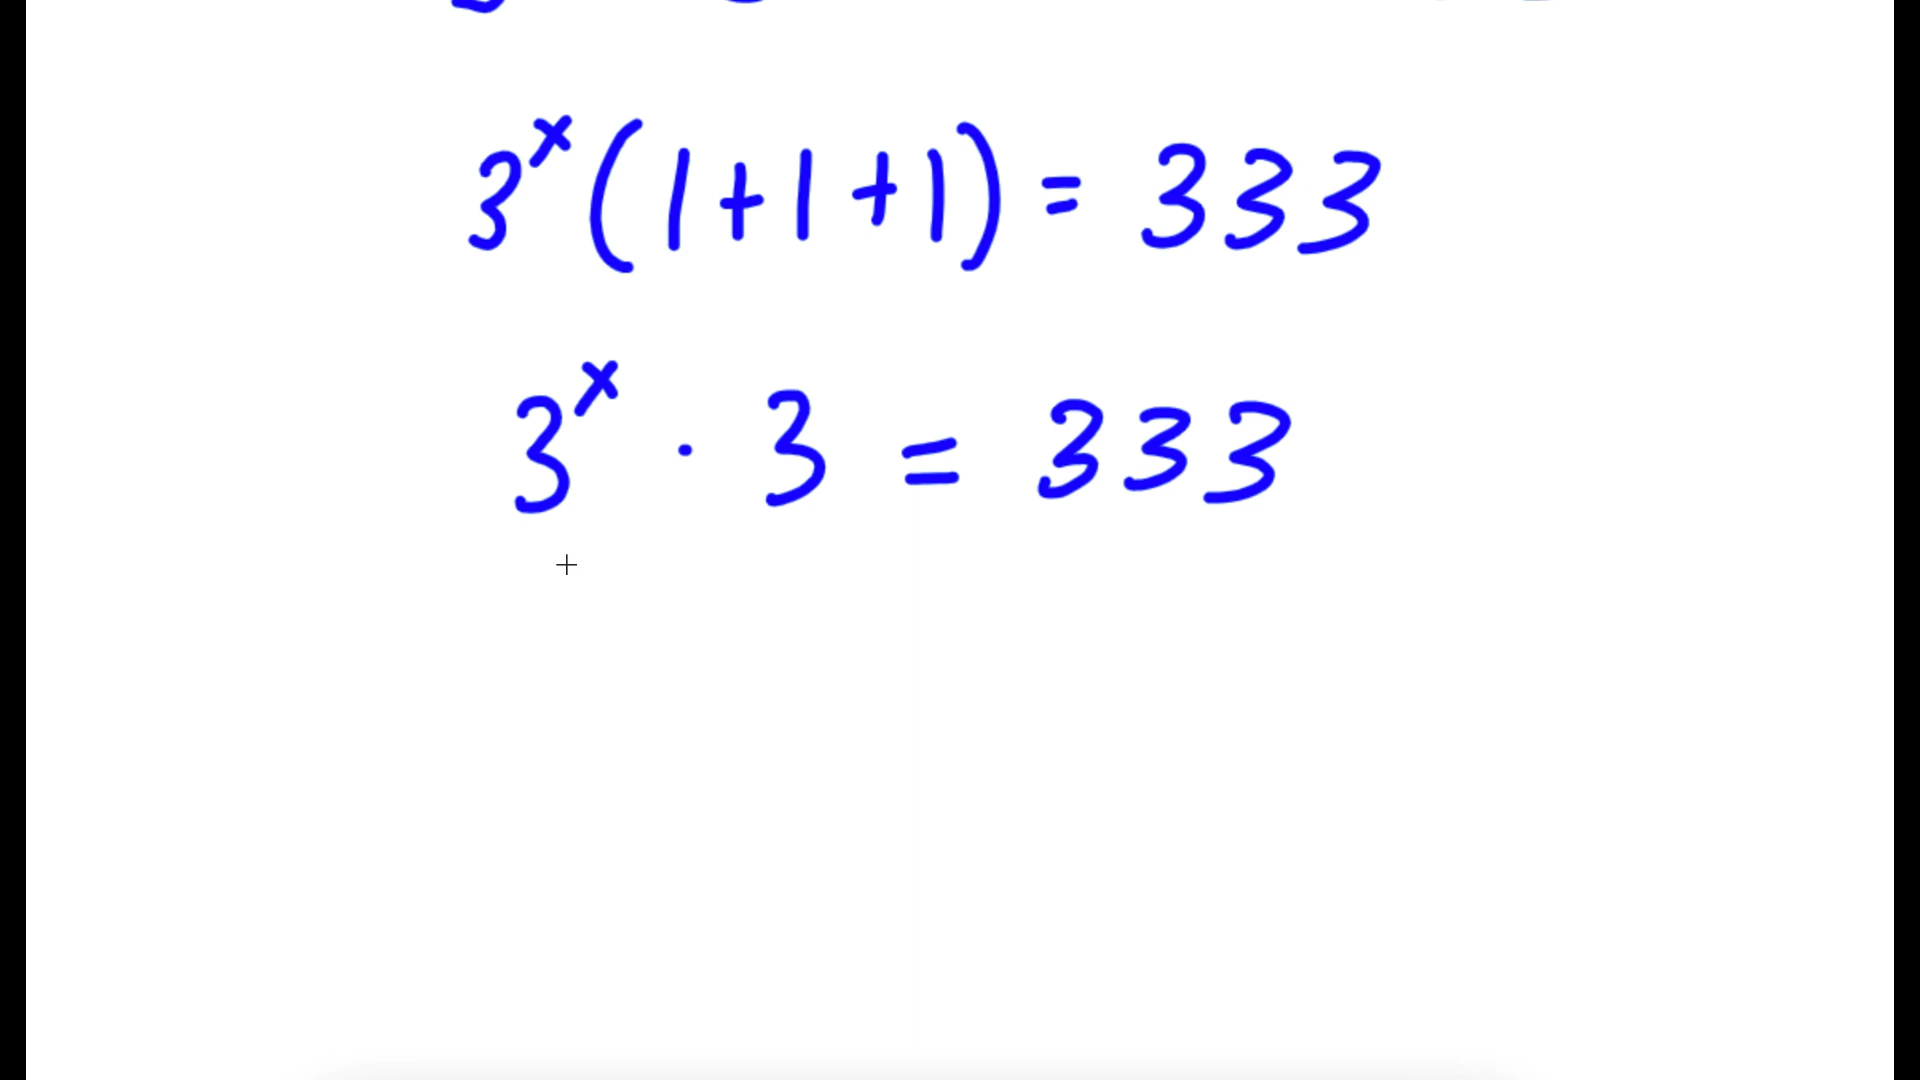 3^x (1 + 1 + 1) = 333
3^x · 3 = 333